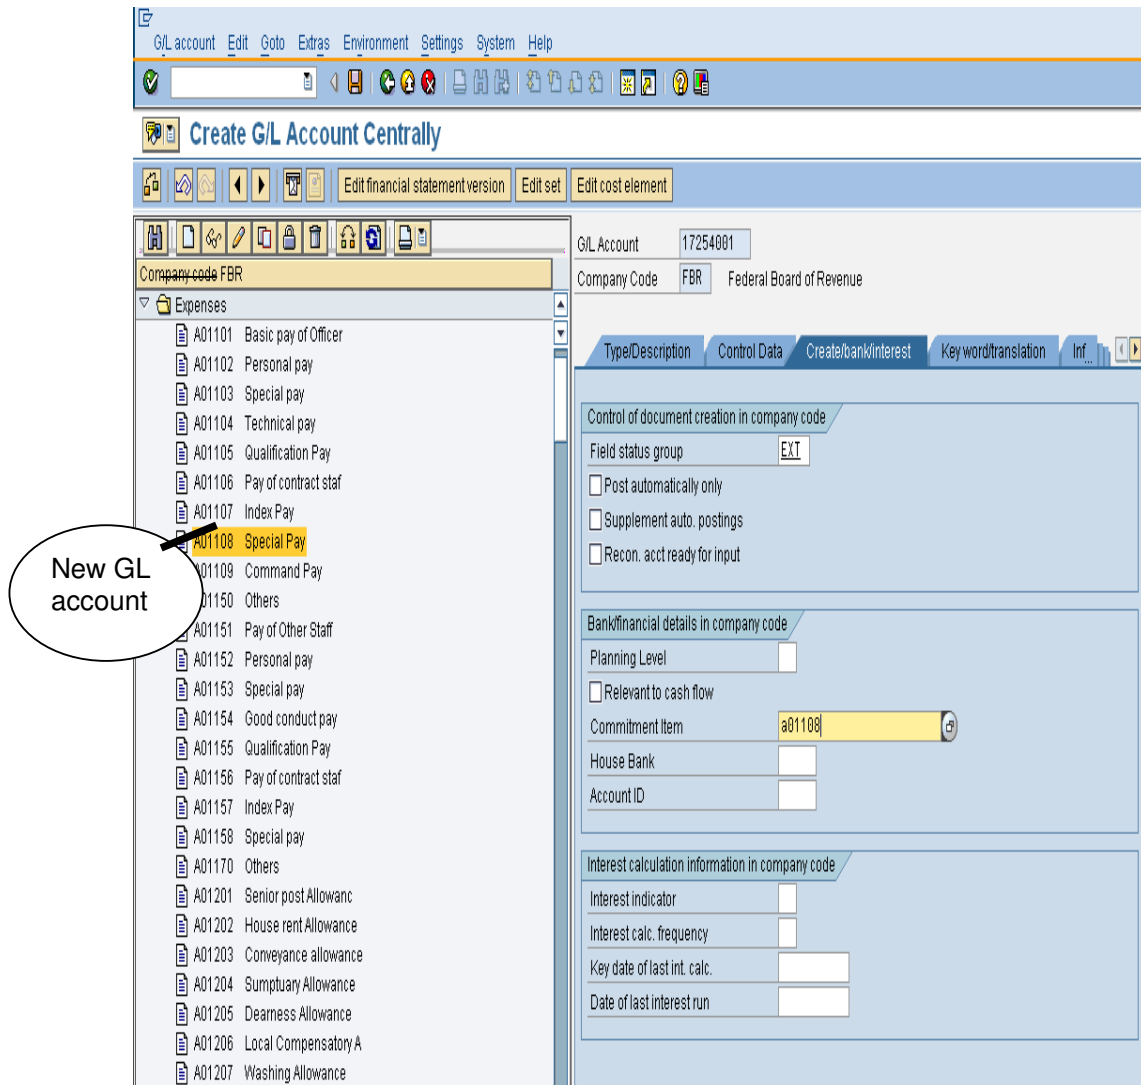 G/L account Edit Goto Extras Environment Settings System Help
Create G/L Account Centrally
Edit financial statement version Edit set Edit cost element
Company code FBR
Expenses
A01101 Basic pay of Officer
A01102 Personal pay
A01103 Special pay
A01104 Technical pay
A01105 Qualification Pay
A01106 Pay of contract staf
A01107 Index Pay
A01108 Special Pay
A01109 Command Pay
01150 Others
A01151 Pay of Other Staff
A01152 Personal pay
A01153 Special pay
A01154 Good conduct pay
A01155 Qualification Pay
A01156 Pay of contract staf
A01157 Index Pay
A01158 Special pay
A01170 Others
A01201 Senior post Allowanc
A01202 House rent Allowance
A01203 Conveyance allowance
A01204 Sumptuary Allowance
A01205 Dearness Allowance
A01206 Local Compensatory A
A01207 Washing Allowance
New GL
account
G/L Account 17254001
Company Code FBR Federal Board of Revenue
Type/Description Control Data Create/bank/interest Key word/translation Inf...
Control of document creation in company code
Field status group EXT
Post automatically only
Supplement auto. postings
Recon. acct ready for input
Bank/financial details in company code
Planning Level
Relevant to cash flow
Commitment Item a01108
House Bank
Account ID
Interest calculation information in company code
Interest indicator
Interest calc. frequency
Key date of last int. calc.
Date of last interest run